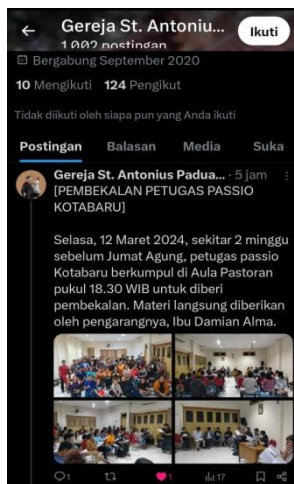 Gereja St. Antoniu...
1.002 postingan
Ikuti
Bergabung September 2020
10 Mengikuti 124 Pengikut
Tidak diikuti oleh siapa pun yang Anda ikuti
Postingan Balasan Media Suka
Gereja St. Antonius Padua... · 5 jam
[PEMBEKALAN PETUGAS PASSIO
KOTABARU]
Selasa, 12 Maret 2024, sekitar 2 minggu
sebelum Jumat Agung, petugas passio
Kotabaru berkumpul di Aula Pastoran
pukul 18.30 WIB untuk diberi
pembekalan. Materi langsung diberikan
oleh pengarangnya, Ibu Damian Alma.
1 1 17